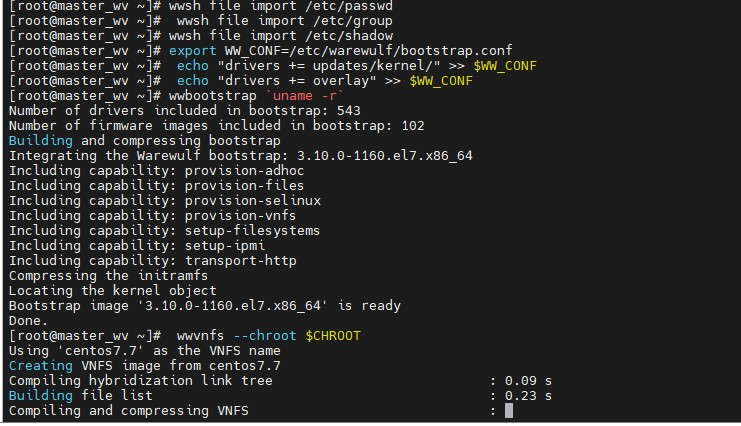 [root@master_wv ~]# wwsh file import /etc/passwd
[root@master_wv ~]#  wwsh file import /etc/group
[root@master_wv ~]# wwsh file import /etc/shadow
[root@master_wv ~]# export WW_CONF=/etc/warewulf/bootstrap.conf
[root@master_wv ~]#  echo "drivers += updates/kernel/" >> $WW_CONF
[root@master_wv ~]#  echo "drivers += overlay" >> $WW_CONF
[root@master_wv ~]# wwbootstrap `uname -r`
Number of drivers included in bootstrap: 543
Number of firmware images included in bootstrap: 102
Building and compressing bootstrap
Integrating the Warewulf bootstrap: 3.10.0-1160.el7.x86_64
Including capability: provision-adhoc
Including capability: provision-files
Including capability: provision-selinux
Including capability: provision-vnfs
Including capability: setup-filesystems
Including capability: setup-ipmi
Including capability: transport-http
Compressing the initramfs
Locating the kernel object
Bootstrap image '3.10.0-1160.el7.x86_64' is ready
Done.
[root@master_wv ~]#  wwvnfs --chroot $CHROOT
Using 'centos7.7' as the VNFS name
Creating VNFS image from centos7.7
Compiling hybridization link tree                           : 0.09 s
Building file list                                          : 0.23 s
Compiling and compressing VNFS                              :